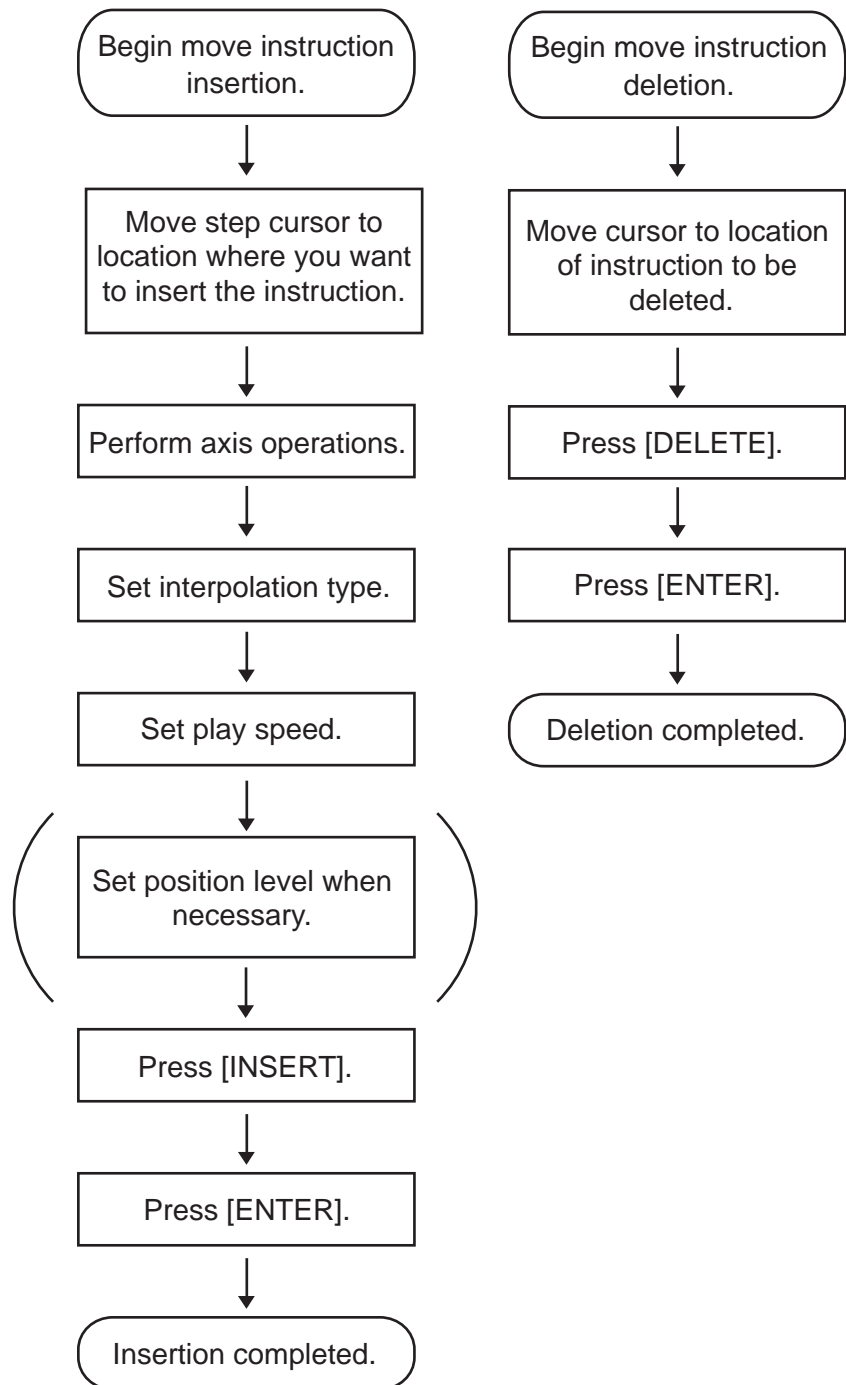 Begin move instruction
insertion.
Move step cursor to
location where you want
to insert the instruction.
Perform axis operations.
Set interpolation type.
Set play speed.
Set position level when
necessary.
Press [INSERT].
Press [ENTER].
Insertion completed.
Begin move instruction
deletion.
Move cursor to location
of instruction to be
deleted.
Press [DELETE].
Press [ENTER].
Deletion completed.